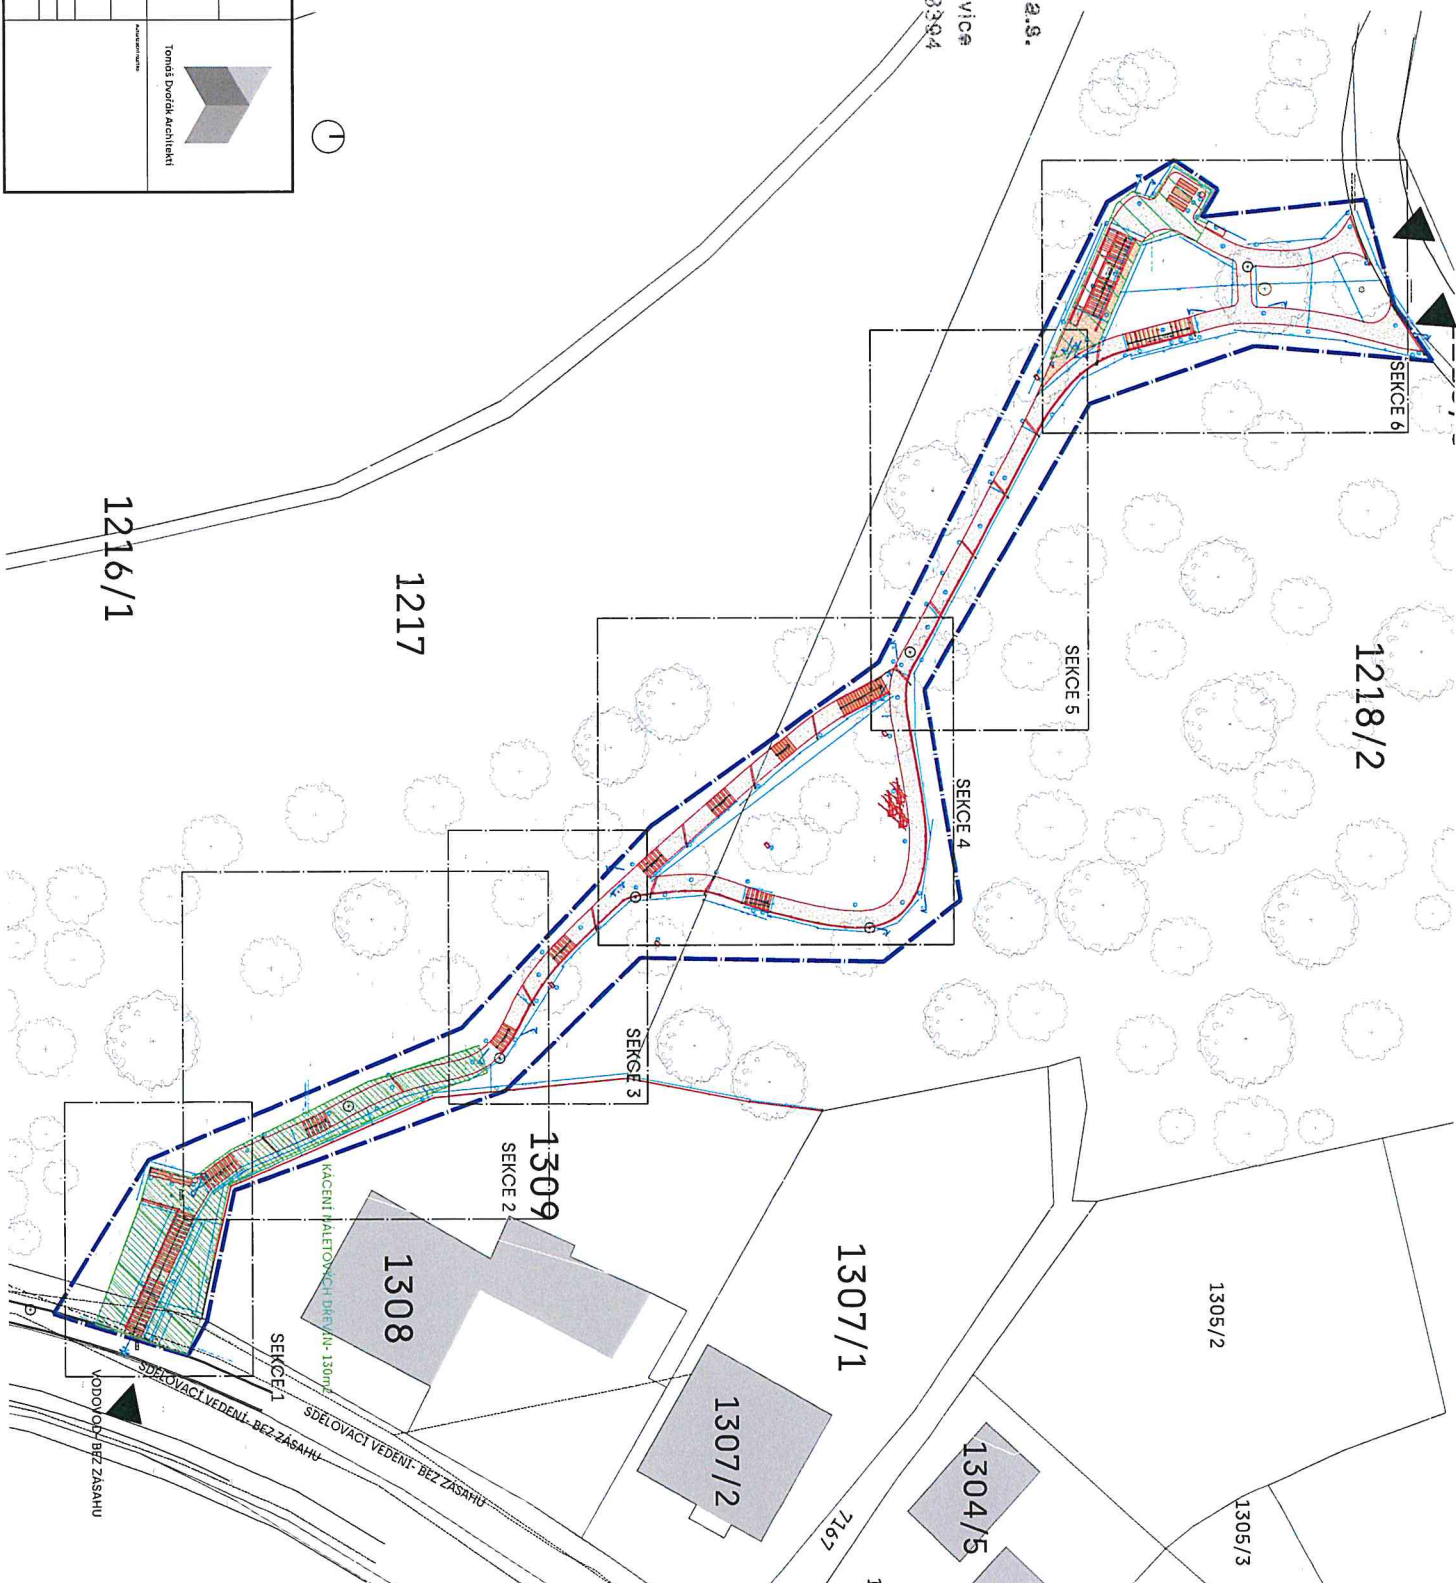 a.s.
vice
Tomáš Dvořák Architekti
SEKCE 6
1218/2
SEKCE 5
1216/1
1217
SEKCE 4
SEKCE 3
1309
SEKCE 2
KÁCENÍ NÁLETOVÝCH DŘEVIN- 130m2
1308
1307/1
1305/2
SEKCE 1
SDĚLOVACÍ VEDENÍ- BEZ ZÁSAHU
SDĚLOVACÍ VEDENÍ- BEZ ZÁSAHU
VODOVOD- BEZ ZÁSAHU
1307/2
1304/5
1305/3
7167